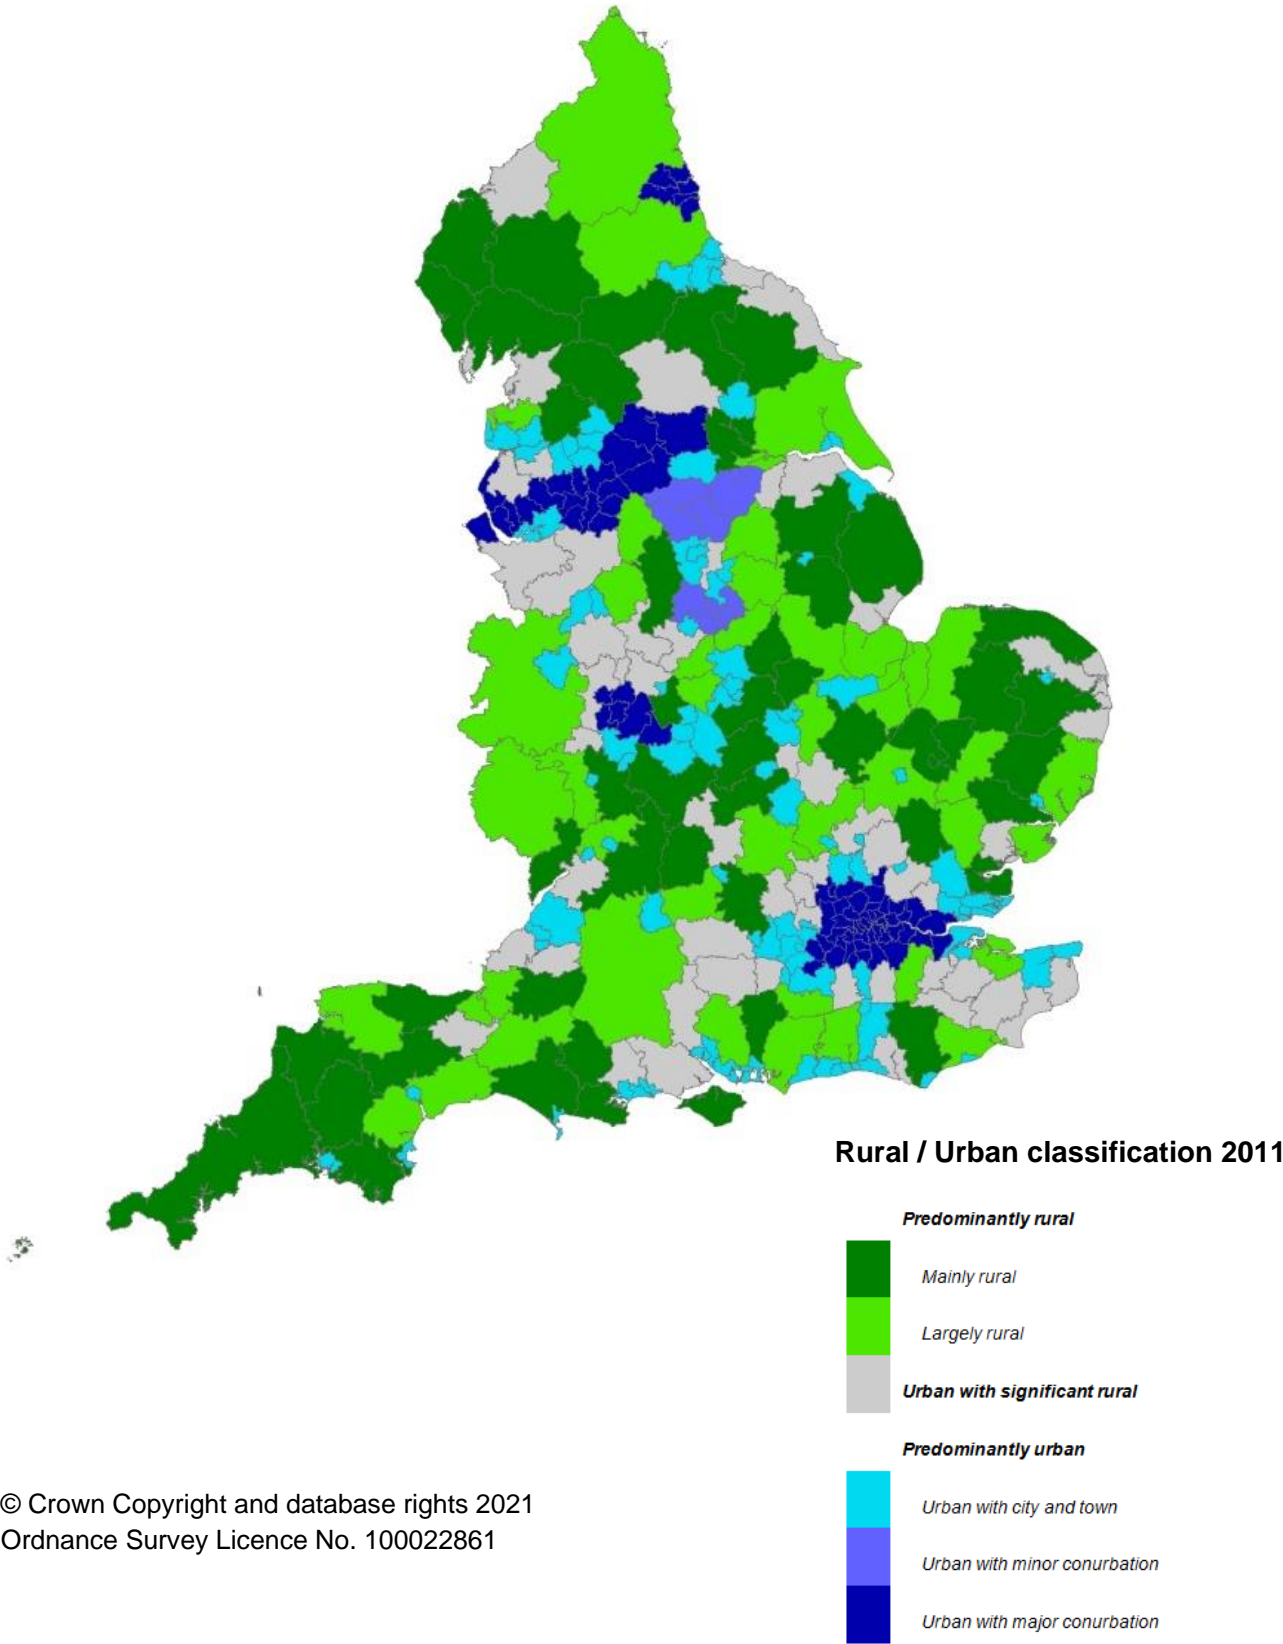 Rural / Urban classification 2011
Predominantly rural
Mainly rural
Largely rural
Urban with significant rural
Predominantly urban
Urban with city and town
Urban with minor conurbation
Urban with major conurbation
© Crown Copyright and database rights 2021
Ordnance Survey Licence No. 100022861